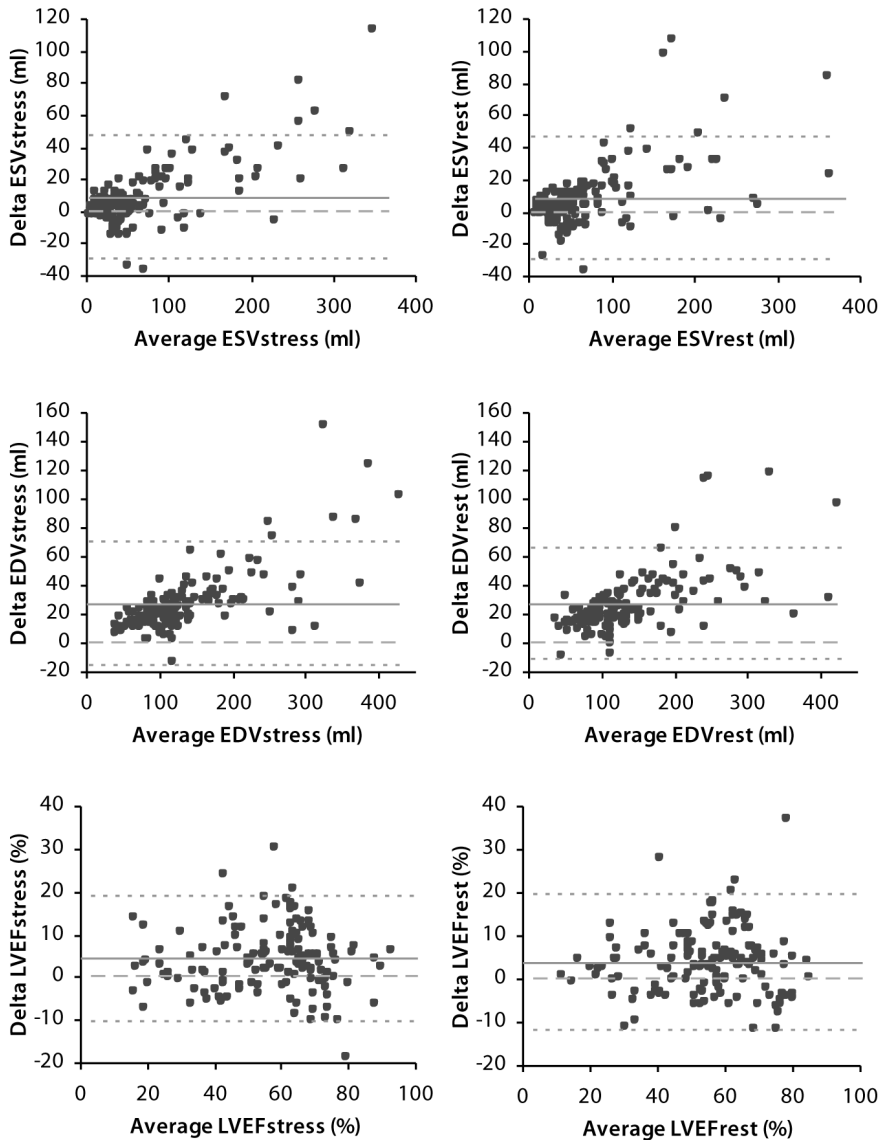 120
100
80
60
40
20
0
-20
-40
Delta ESVstress (ml)
0 100 200 300 400
Average ESVstress (ml)
120
100
80
60
40
20
0
-20
-40
Delta ESVrest (ml)
0 100 200 300 400
Average ESVrest (ml)
160
140
120
100
80
60
40
20
0
-20
Delta EDVstress (ml)
0 100 200 300 400
Average EDVstress (ml)
160
140
120
100
80
60
40
20
0
-20
Delta EDVrest (ml)
0 100 200 300 400
Average EDVrest (ml)
40
30
20
10
0
-10
-20
Delta LVEFstress (%)
0 20 40 60 80 100
Average LVEFstress (%)
40
30
20
10
0
-10
-20
Delta LVEFrest (%)
0 20 40 60 80 100
Average LVEFrest (%)